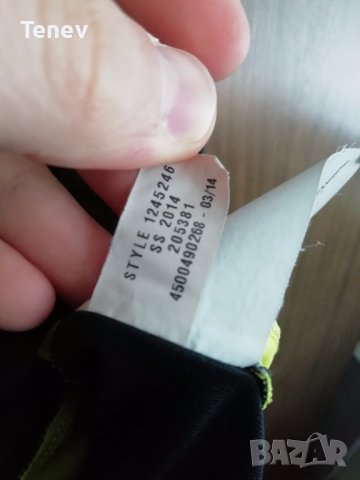 Tenev
STYLE 1245246
SS 2014
205381
4500490268 - 03/14
BAZAR